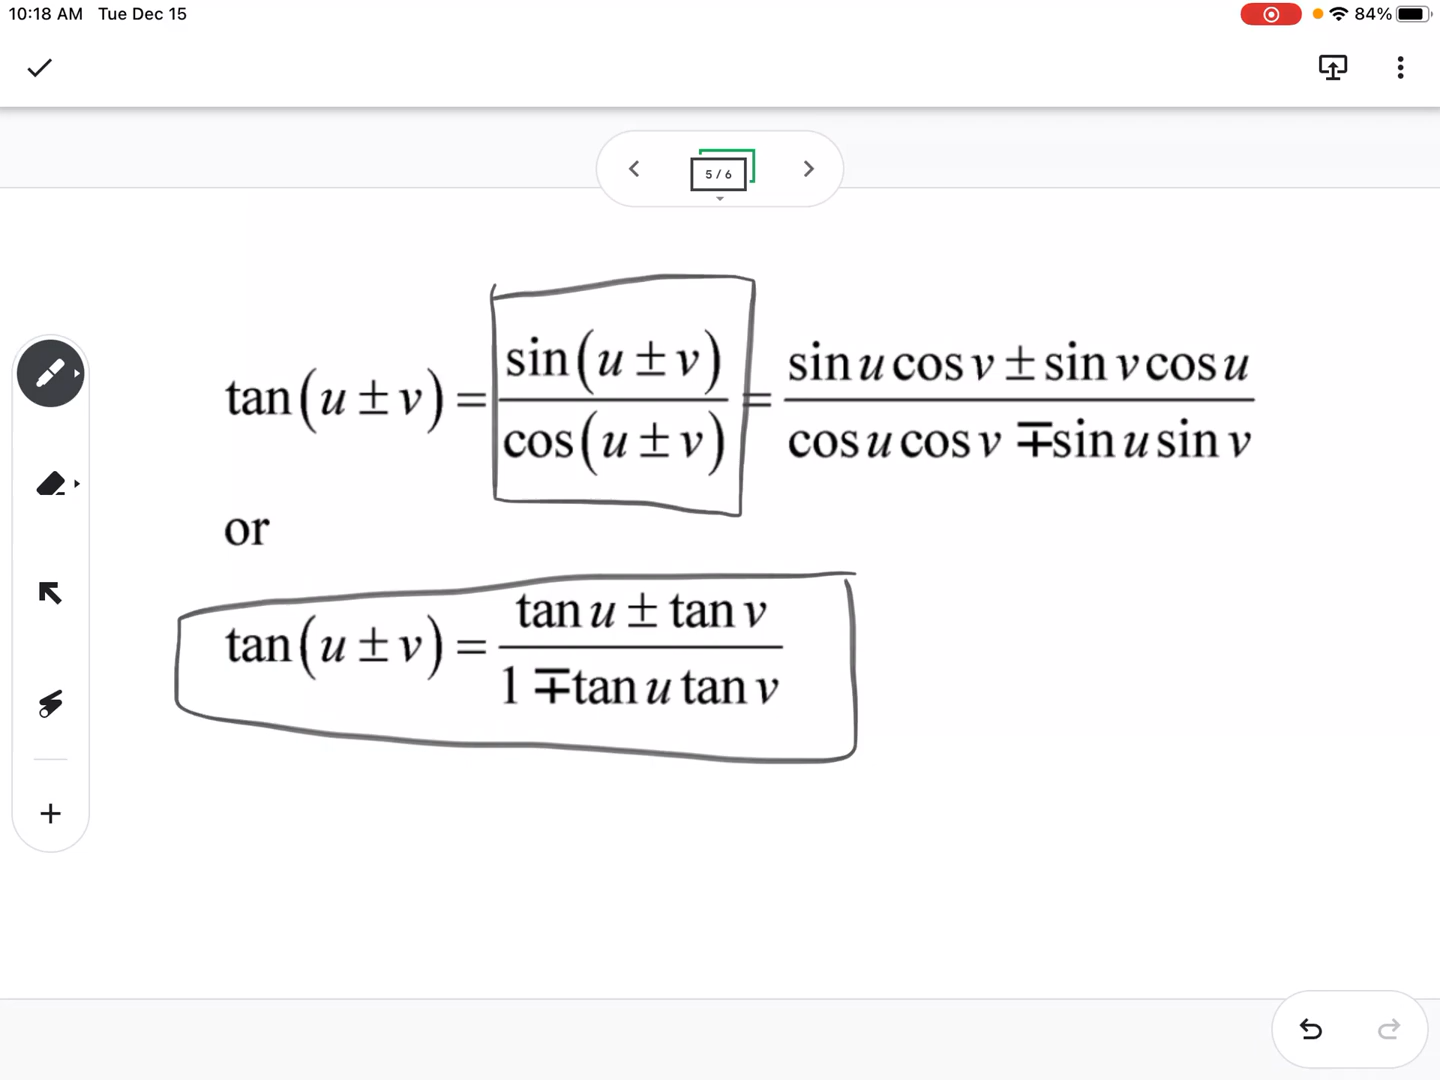 10:18 AM Tue Dec 15 84%
5 / 6
tan(u ± v) = sin(u ± v) / cos(u ± v) = sin u cos v ± sin v cos u / cos u cos v ∓ sin u sin v
or
tan(u ± v) = tan u ± tan v / 1 ∓ tan u tan v